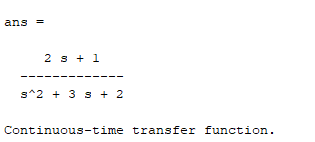 ans =
2 s + 1
-------------
s^2 + 3 s + 2
Continuous-time transfer function.